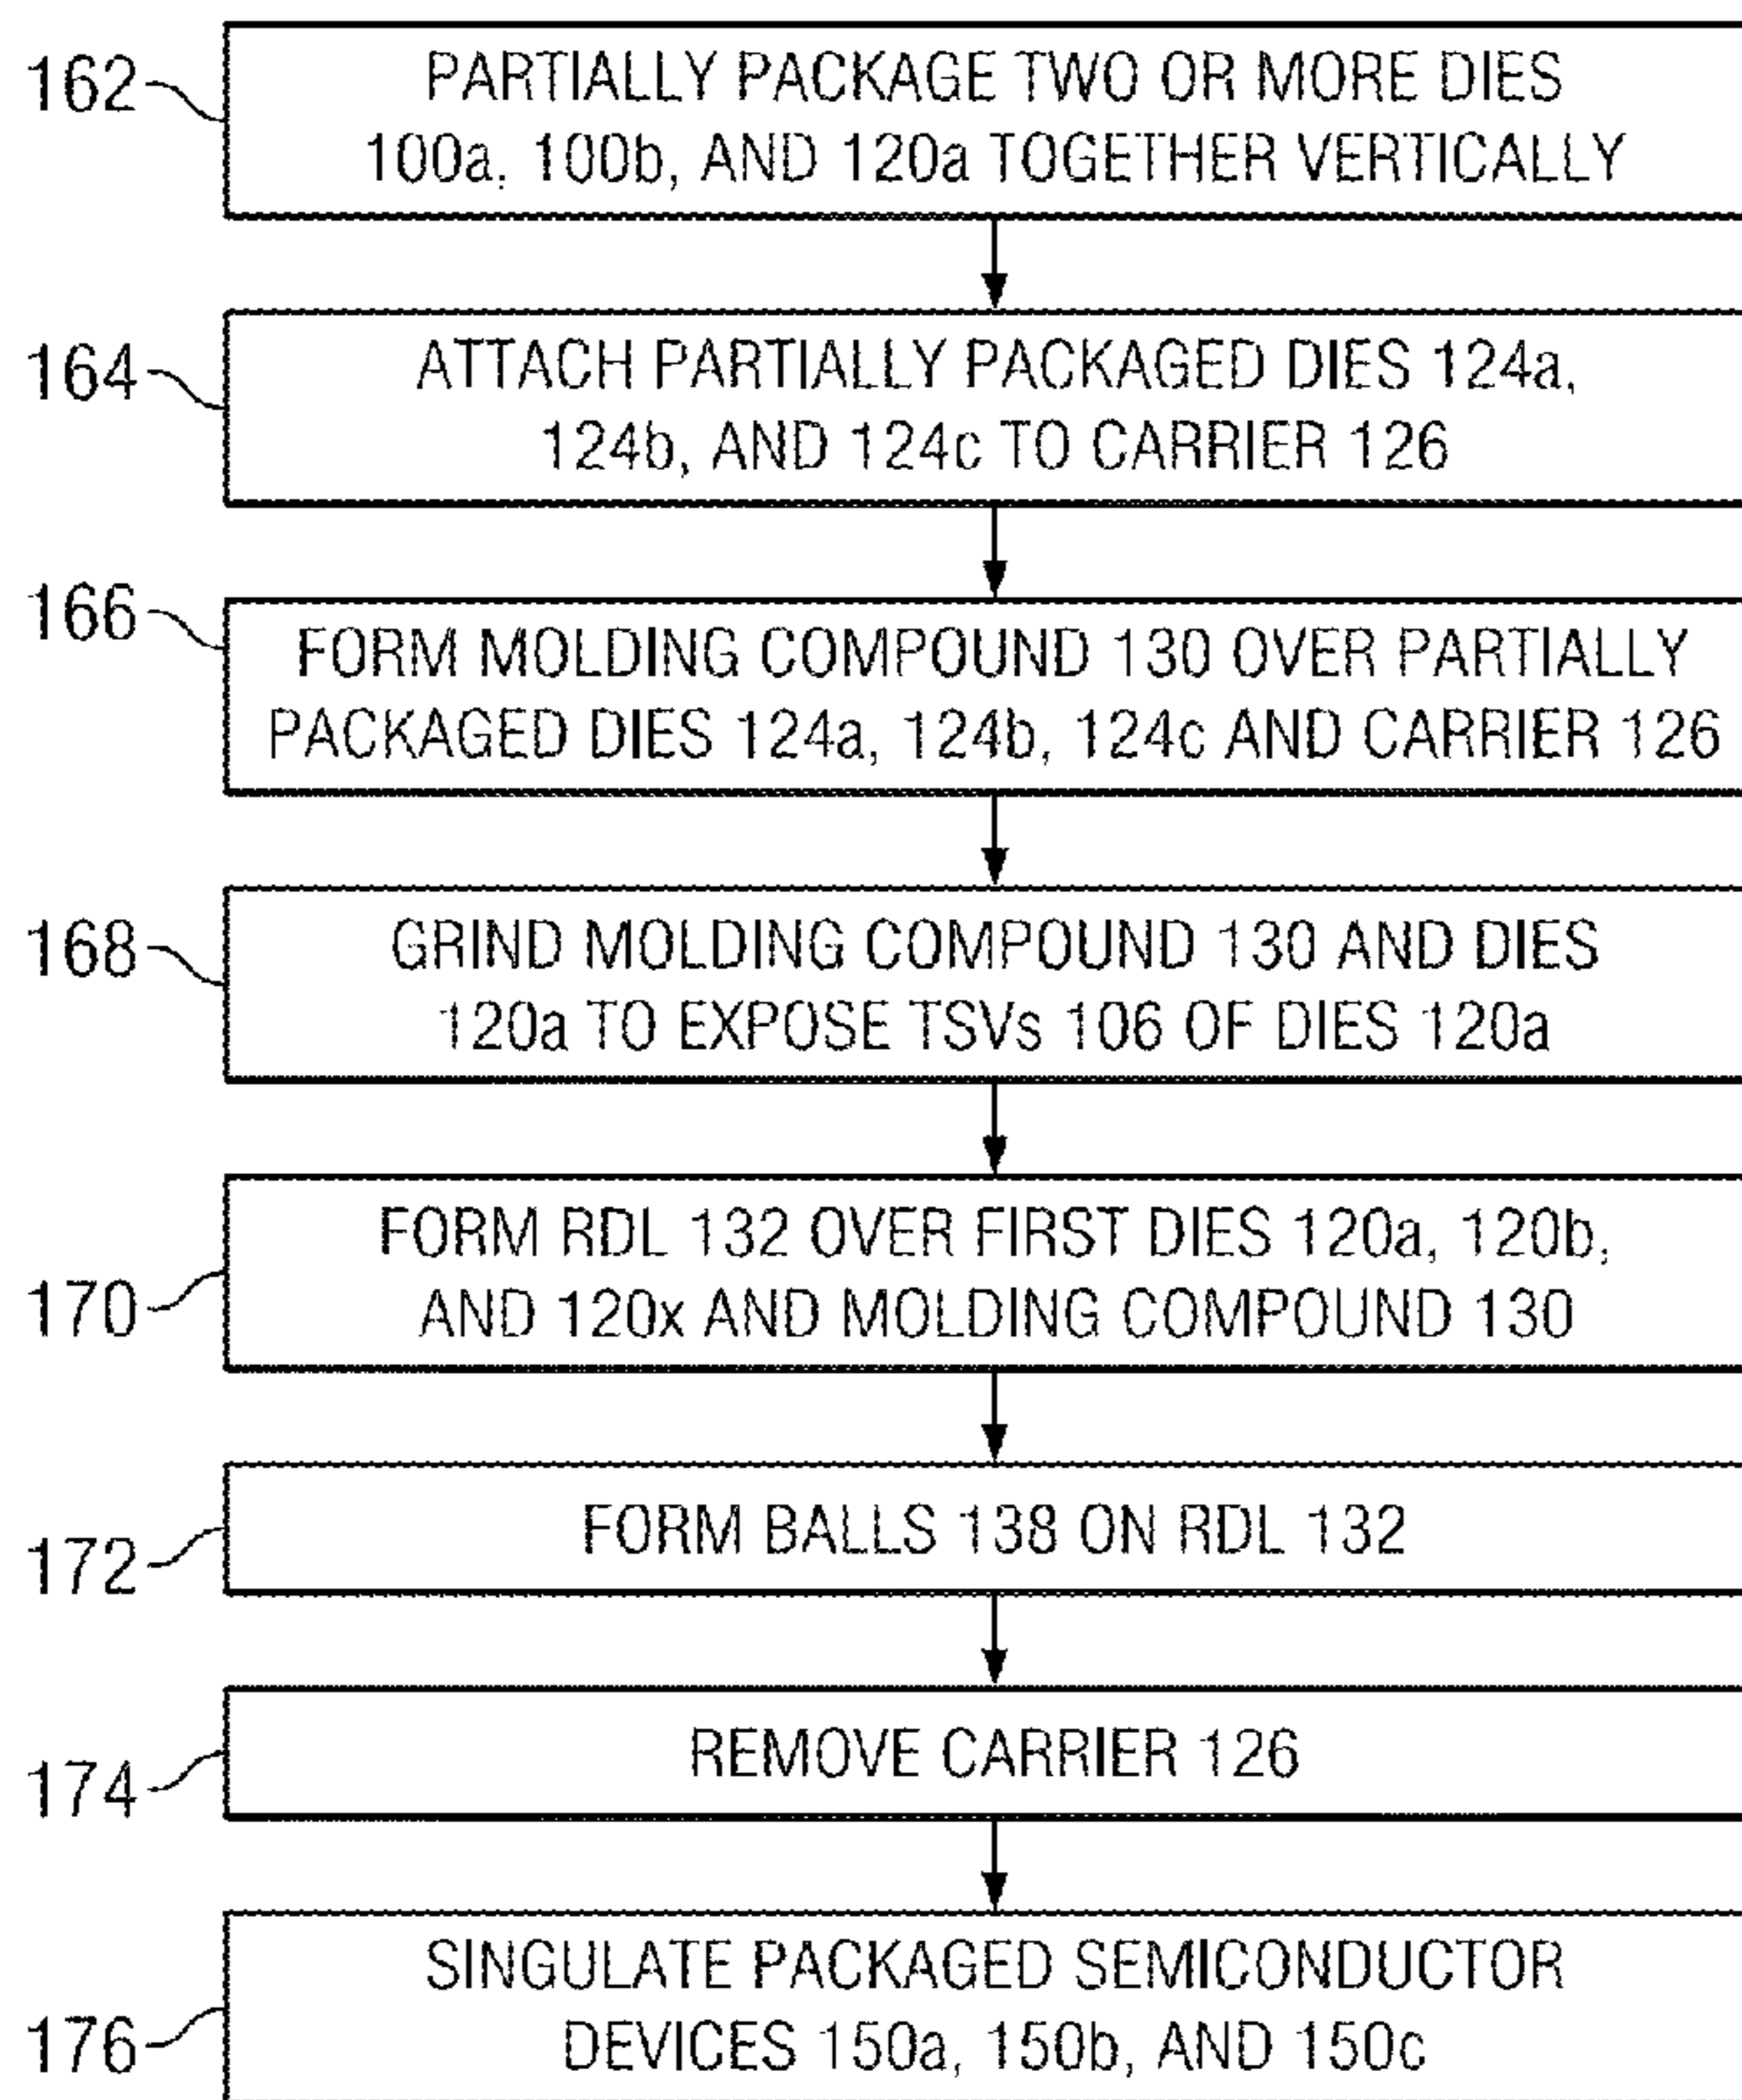 162
PARTIALLY PACKAGE TWO OR MORE DIES
100a, 100b, AND 120a TOGETHER VERTICALLY
164
ATTACH PARTIALLY PACKAGED DIES 124a,
124b, AND 124c TO CARRIER 126
166
FORM MOLDING COMPOUND 130 OVER PARTIALLY
PACKAGED DIES 124a, 124b, 124c AND CARRIER 126
168
GRIND MOLDING COMPOUND 130 AND DIES
120a TO EXPOSE TSVs 106 OF DIES 120a
170
FORM RDL 132 OVER FIRST DIES 120a, 120b,
AND 120x AND MOLDING COMPOUND 130
172
FORM BALLS 138 ON RDL 132
174
REMOVE CARRIER 126
176
SINGULATE PACKAGED SEMICONDUCTOR
DEVICES 150a, 150b, AND 150c